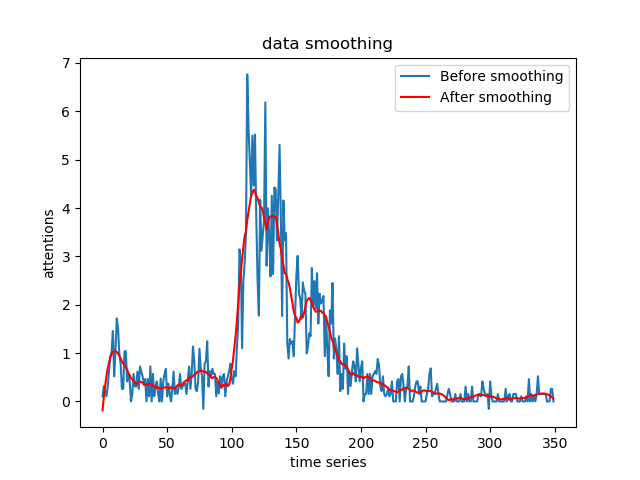 data smoothing
Before smoothing
After smoothing
7
6
5
4
3
2
1
0
attentions
0 50 100 150 200 250 300 350
time series